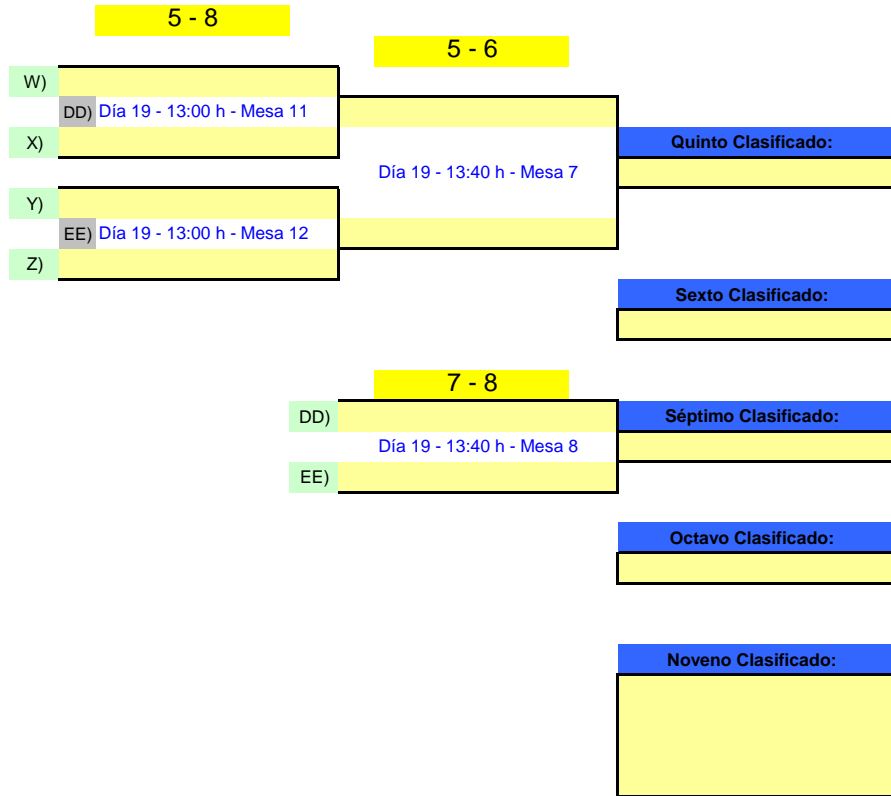 5 - 8
5 - 6
W)
DD) Día 19 - 13:00 h - Mesa 11
X)
Quinto Clasificado:
Día 19 - 13:40 h - Mesa 7
Y)
EE) Día 19 - 13:00 h - Mesa 12
Z)
Sexto Clasificado:
7 - 8
DD)
Séptimo Clasificado:
Día 19 - 13:40 h - Mesa 8
EE)
Octavo Clasificado:
Noveno Clasificado: